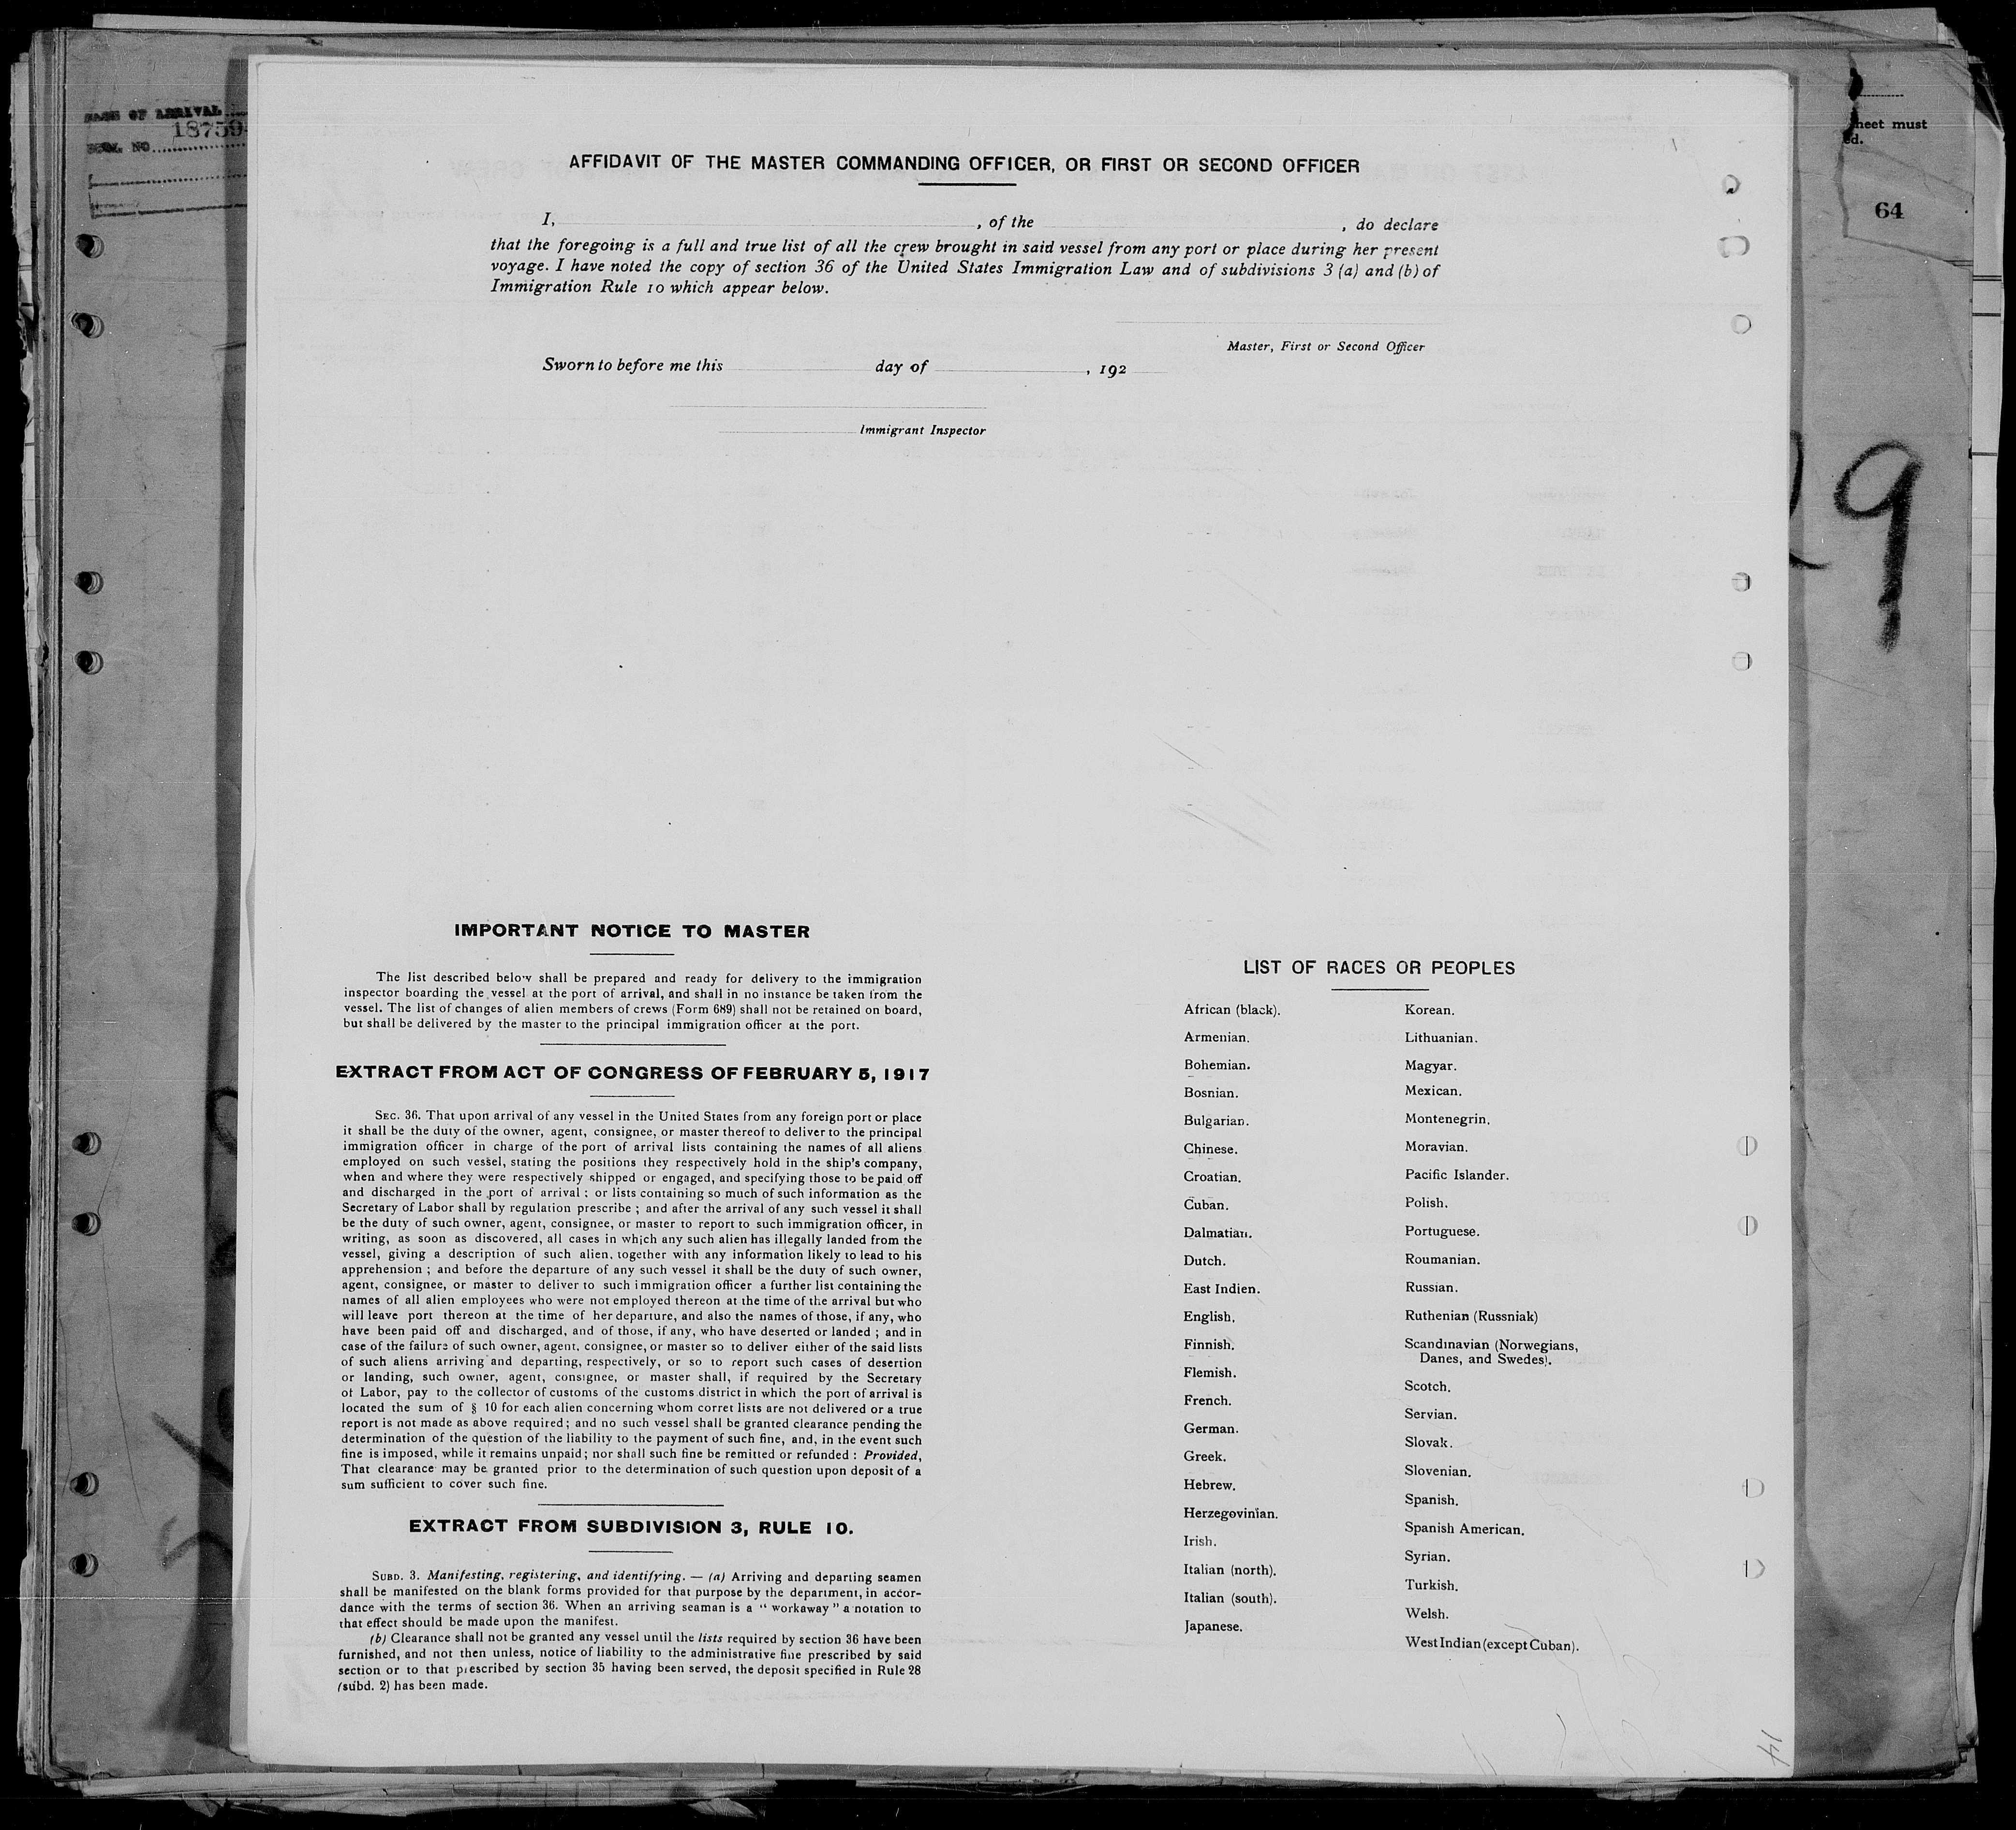 OF ARRIVAL
NO. 18759
heet must
ed.
64
9
AFFIDAVIT OF THE MASTER COMMANDING OFFICER, OR FIRST OR SECOND OFFICER
I, , of the , do declare
that the foregoing is a full and true list of all the crew brought in said vessel from any port or place during her present
voyage. I have noted the copy of section 36 of the United States Immigration Law and of subdivisions 3 (a) and (b) of
Immigration Rule 10 which appear below.
Master, First or Second Officer
Sworn to before me this day of , 192
Immigrant Inspector
IMPORTANT NOTICE TO MASTER
The list described below shall be prepared and ready for delivery to the immigration
inspector boarding the vessel at the port of arrival, and shall in no instance be taken from the
vessel. The list of changes of alien members of crews (Form 689) shall not be retained on board,
but shall be delivered by the master to the principal immigration officer at the port.
EXTRACT FROM ACT OF CONGRESS OF FEBRUARY 5, 1917
SEC. 36. That upon arrival of any vessel in the United States from any foreign port or place
it shall be the duty of the owner, agent, consignee, or master thereof to deliver to the principal
immigration officer in charge of the port of arrival lists containing the names of all aliens
employed on such vessel, stating the positions they respectively hold in the ship's company,
when and where they were respectively shipped or engaged, and specifying those to be paid off
and discharged in the port of arrival ; or lists containing so much of such information as the
Secretary of Labor shall by regulation prescribe ; and after the arrival of any such vessel it shall
be the duty of such owner, agent, consignee, or master to report to such immigration officer, in
writing, as soon as discovered, all cases in which any such alien has illegally landed from the
vessel, giving a description of such alien, together with any information likely to lead to his
apprehension ; and before the departure of any such vessel it shall be the duty of such owner,
agent, consignee, or master to deliver to such immigration officer a further list containing the
names of all alien employees who were not employed thereon at the time of the arrival but who
will leave port thereon at the time of her departure, and also the names of those, if any, who
have been paid off and discharged, and of those, if any, who have deserted or landed ; and in
case of the failure of such owner, agent, consignee, or master so to deliver either of the said lists
of such aliens arriving and departing, respectively, or so to report such cases of desertion
or landing, such owner, agent, consignee, or master shall, if required by the Secretary
of Labor, pay to the collector of customs of the customs district in which the port of arrival is
located the sum of § 10 for each alien concerning whom corret lists are not delivered or a true
report is not made as above required ; and no such vessel shall be granted clearance pending the
determination of the question of the liability to the payment of such fine, and, in the event such
fine is imposed, while it remains unpaid ; nor shall such fine be remitted or refunded : Provided,
That clearance may be granted prior to the determination of such question upon deposit of a
sum sufficient to cover such fine.
EXTRACT FROM SUBDIVISION 3, RULE 10.
SUBD. 3. Manifesting, registering, and identifying. — (a) Arriving and departing seamen
shall be manifested on the blank forms provided for that purpose by the department, in accor-
dance with the terms of section 36. When an arriving seaman is a " workaway " a notation to
that effect should be made upon the manifest.
(b) Clearance shall not be granted any vessel until the lists required by section 36 have been
furnished, and not then unless, notice of liability to the administrative fine prescribed by said
section or to that prescribed by section 35 having been served, the deposit specified in Rule 28
(subd. 2) has been made.
LIST OF RACES OR PEOPLES
African (black).
Armenian.
Bohemian.
Bosnian.
Bulgarian.
Chinese.
Croatian.
Cuban.
Dalmatian.
Dutch.
East Indien.
English.
Finnish.
Flemish.
French.
German.
Greek.
Hebrew.
Herzegovinian.
Irish.
Italian (north).
Italian (south).
Japanese.
Korean.
Lithuanian.
Magyar.
Mexican.
Montenegrin.
Moravian.
Pacific Islander.
Polish.
Portuguese.
Roumanian.
Russian.
Ruthenian (Russniak)
Scandinavian (Norwegians,
Danes, and Swedes).
Scotch.
Servian.
Slovak.
Slovenian.
Spanish.
Spanish American.
Syrian.
Turkish.
Welsh.
West Indian (except Cuban).
14